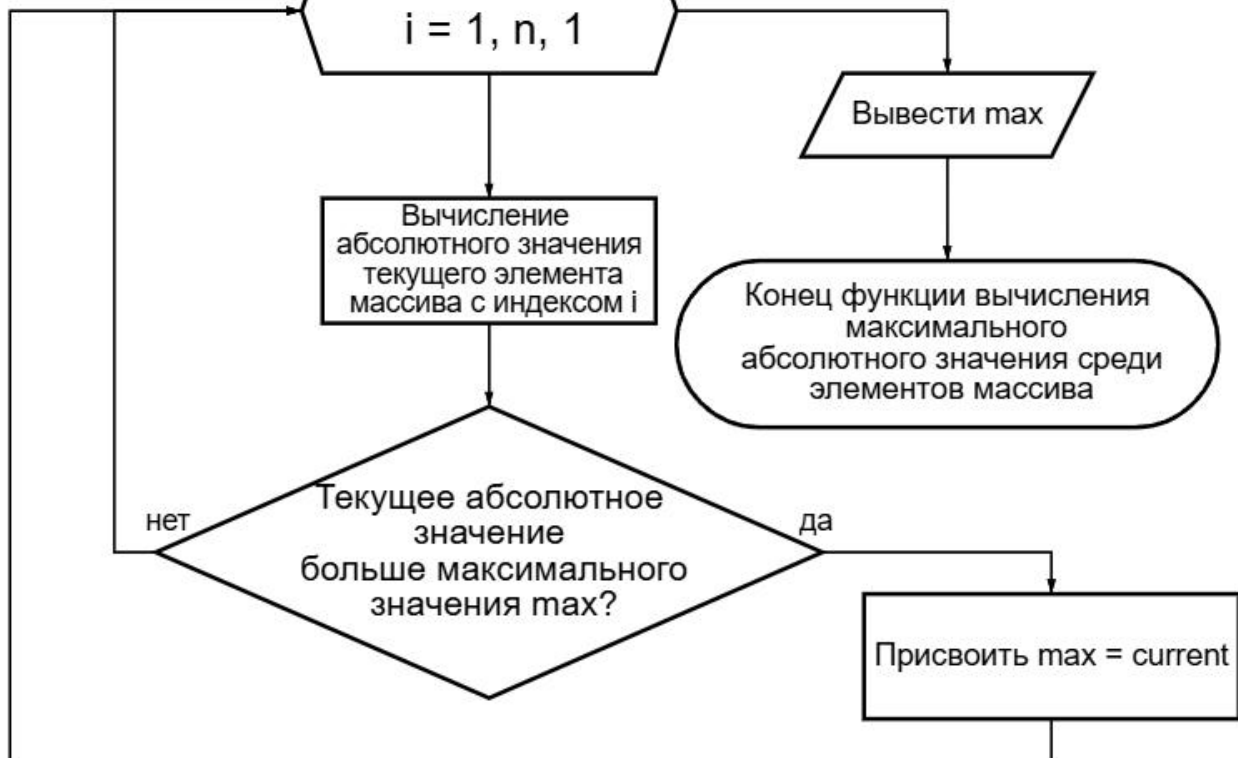 i = 1, n, 1
Вывести max
Вычисление
абсолютного значения
текущего элемента
массива с индексом i
Конец функции вычисления
максимального
абсолютного значения среди
элементов массива
Текущее абсолютное
значение
больше максимального
значения max?
нет
да
Присвоить max = current